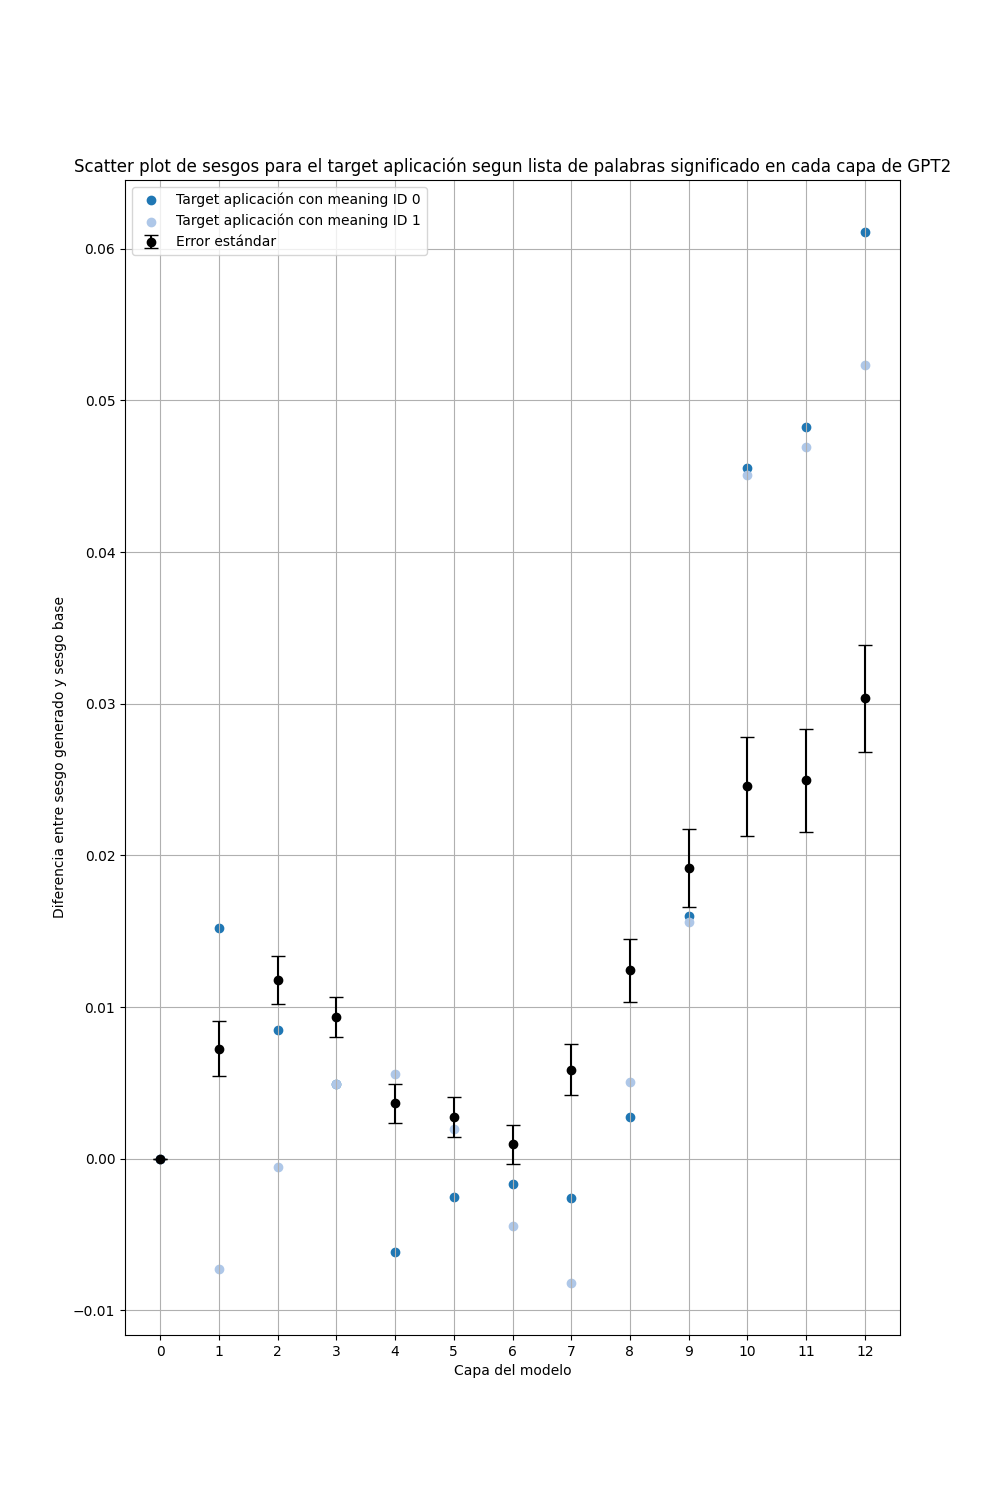 Scatter plot de sesgos para el target aplicación segun lista de palabras significado en cada capa de GPT2
Target aplicación con meaning ID 0
Target aplicación con meaning ID 1
Error estándar
0.06
0.05
0.04
0.03
0.02
0.01
0.00
−0.01
Diferencia entre sesgo generado y sesgo base
0 1 2 3 4 5 6 7 8 9 10 11 12
Capa del modelo